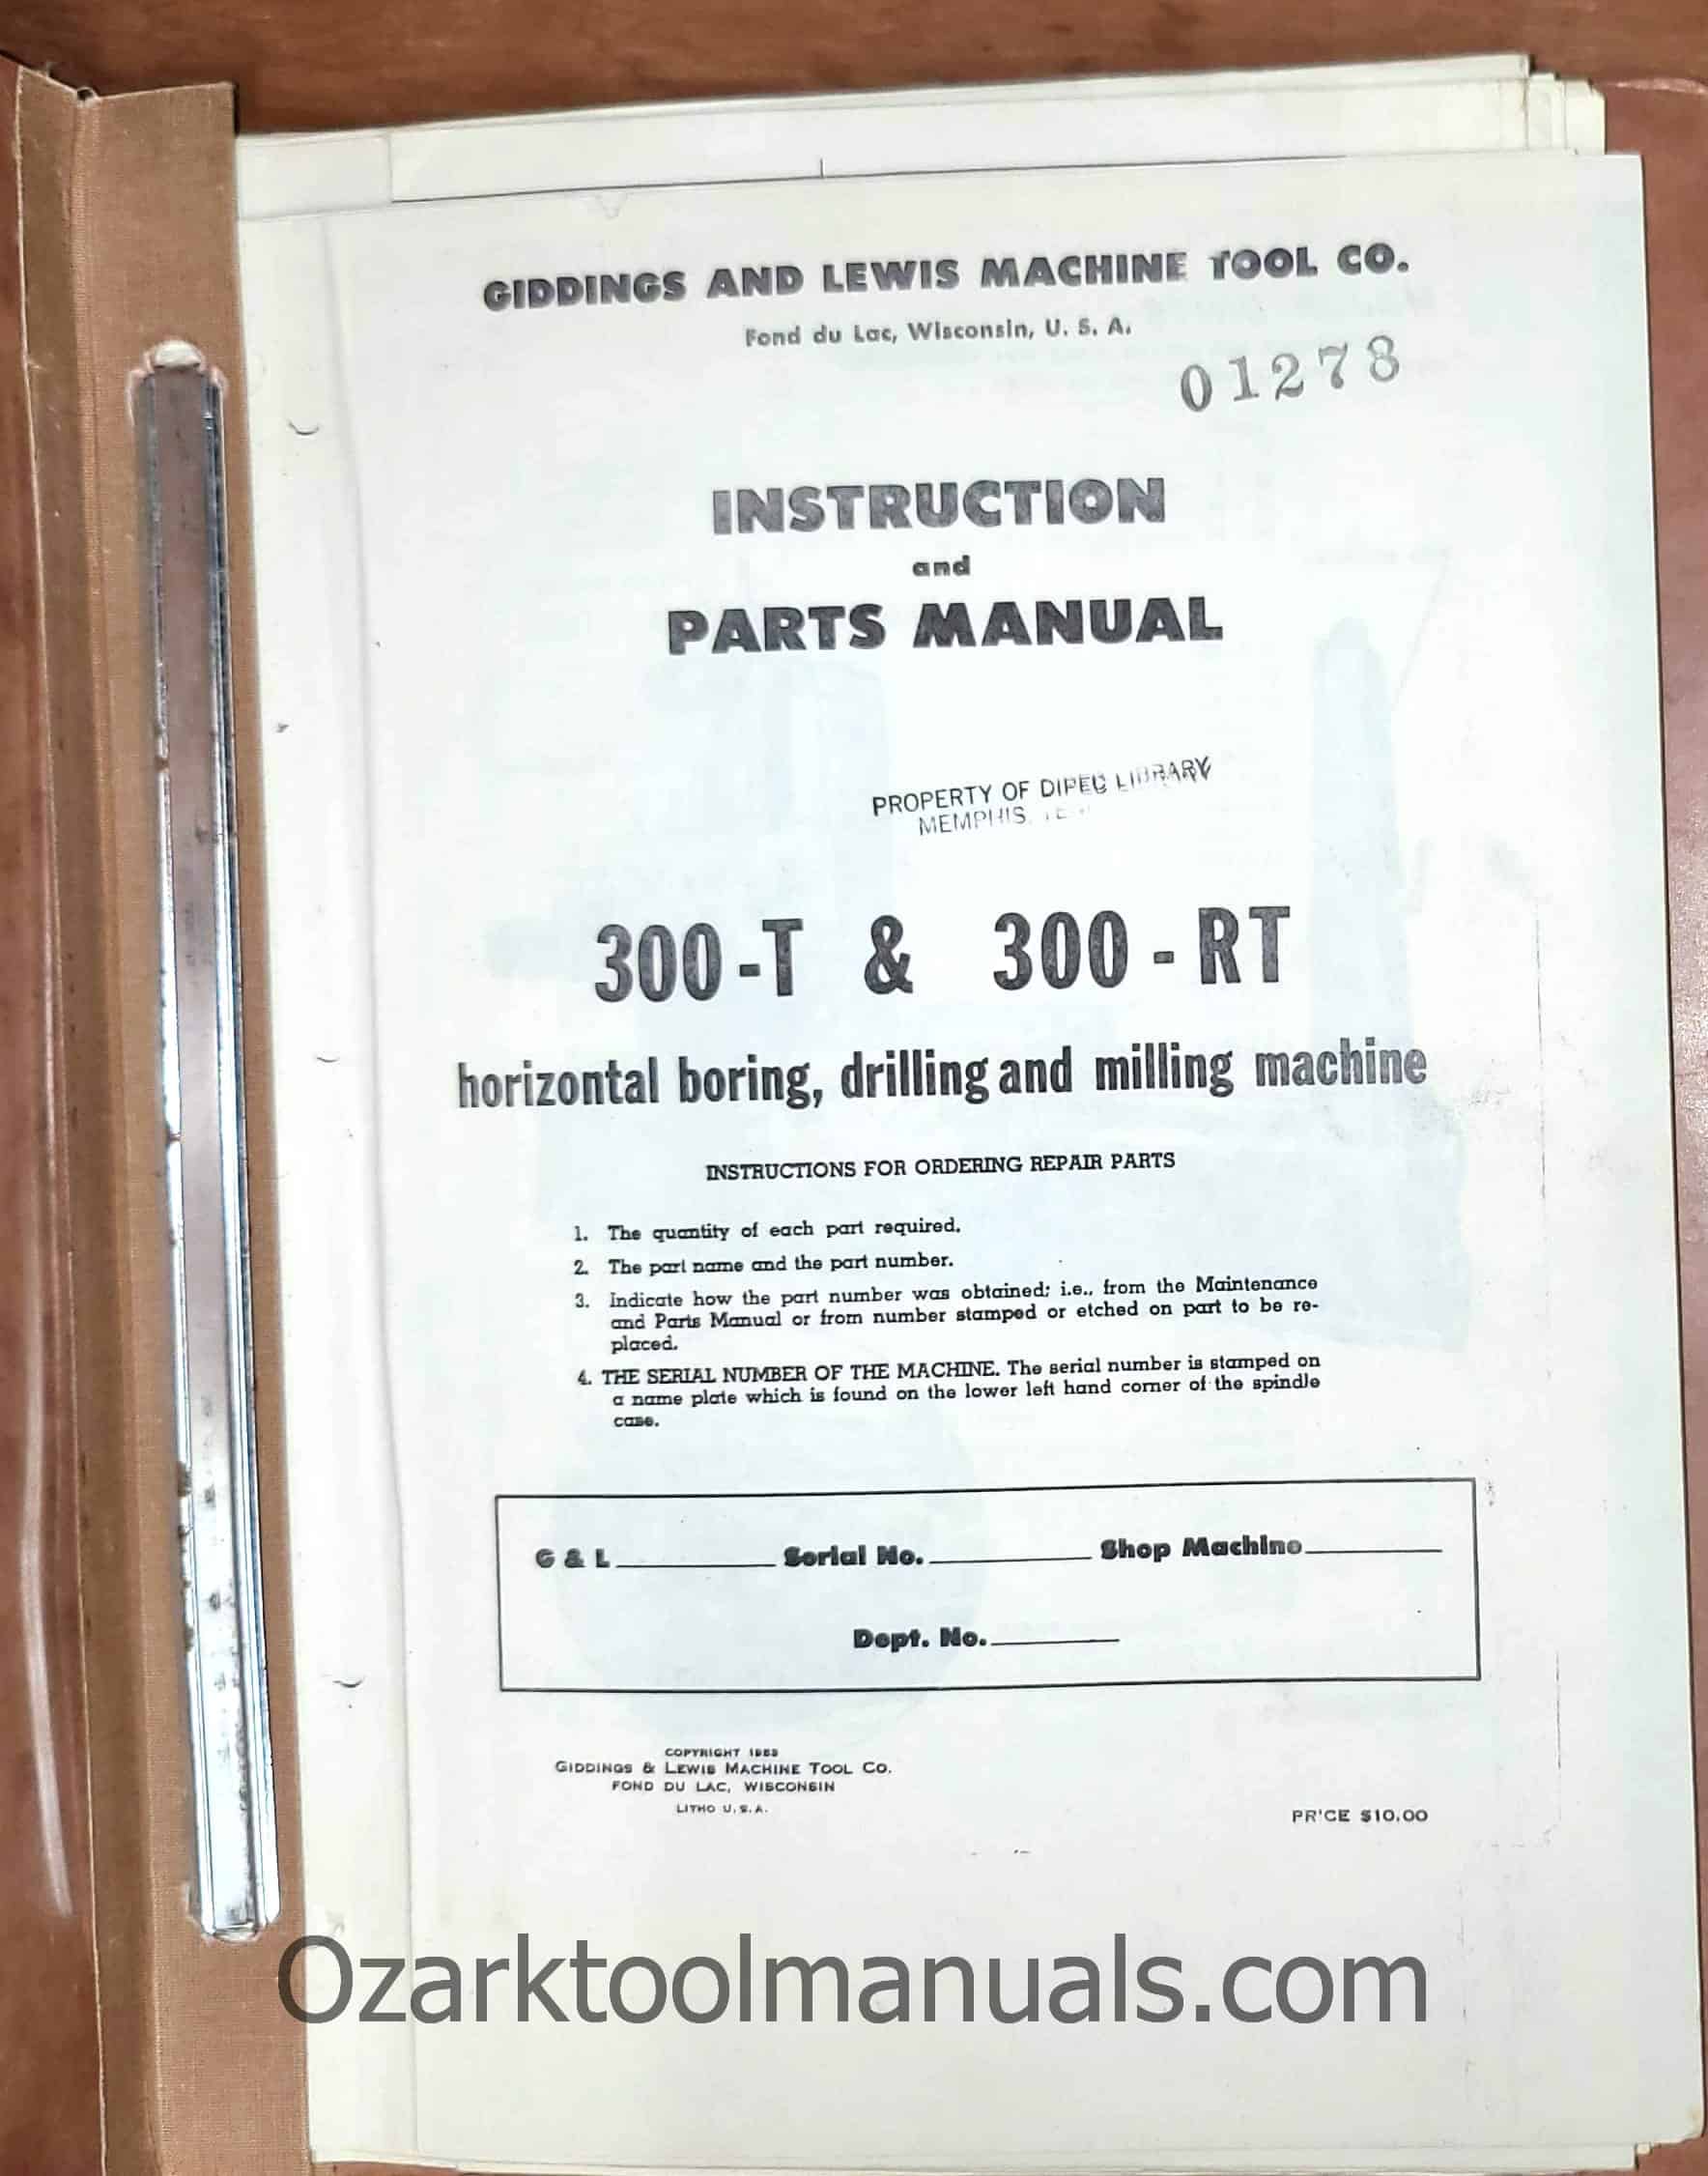 GIDDINGS AND LEWIS MACHINE TOOL CO.
Fond du Lac, Wisconsin, U. S. A.
01278
INSTRUCTION
and
PARTS MANUAL
PROPERTY OF DIPEC LIBRARY
MEMPHIS
300-T & 300-RT
horizontal boring, drilling and milling machine
INSTRUCTIONS FOR ORDERING REPAIR PARTS
1. The quantity of each part required.
2. The part name and the part number.
3. Indicate how the part number was obtained; i.e., from the Maintenance
and Parts Manual or from number stamped or etched on part to be re-
placed.
4. THE SERIAL NUMBER OF THE MACHINE. The serial number is stamped on
a name plate which is found on the lower left hand corner of the spindle
case.
G & L Serial No. Shop Machine
Dept. No.
COPYRIGHT
GIDDINGS & LEWIS MACHINE TOOL CO.
FOND DU LAC, WISCONSIN
LITHO U.S.A.
PRICE $10.00
Ozarktoolmanuals.com